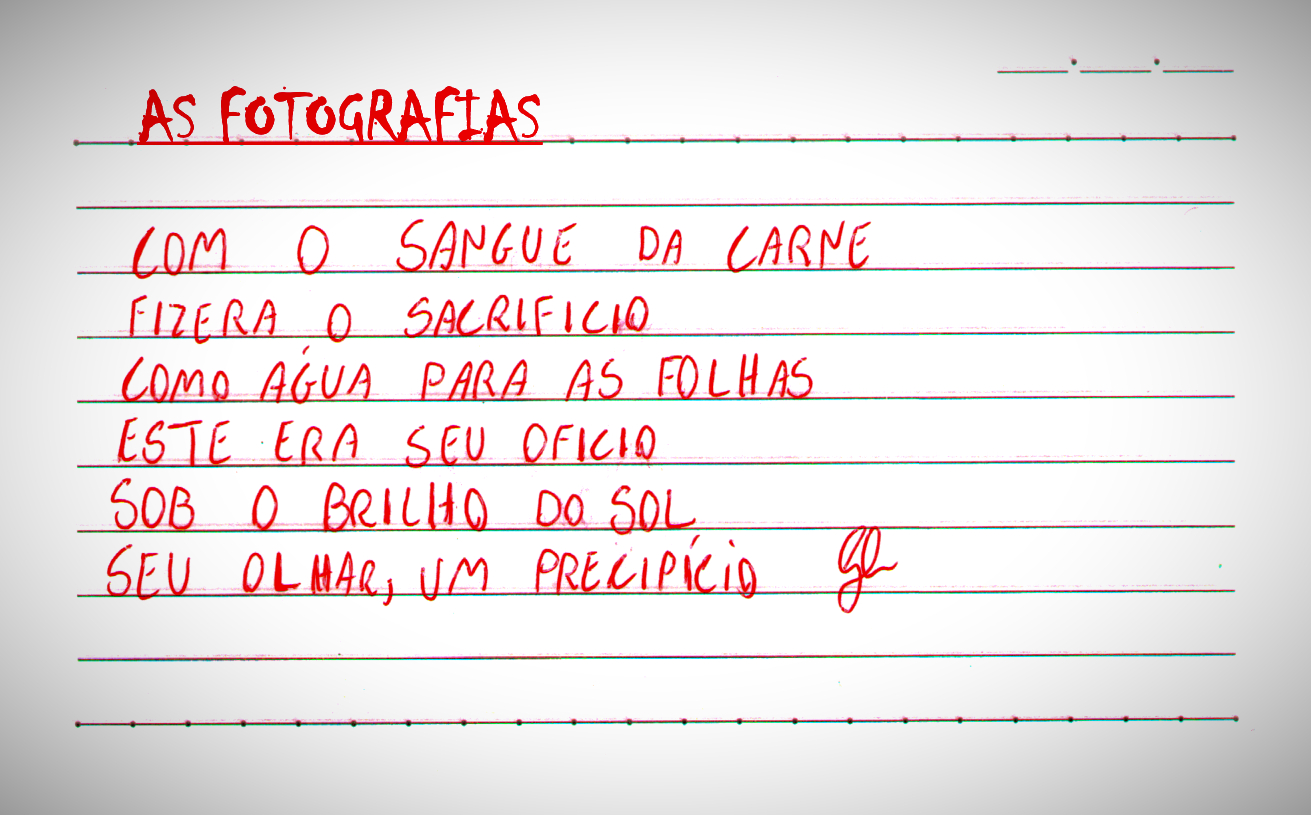 AS FOTOGRAFIAS
COM O SANGUE DA CARNE
FIZERA O SACRIFICIO
COMO ÁGUA PARA AS FOLHAS
ESTE ERA SEU OFICIO
SOB O BRILHO DO SOL
SEU OLHAR, UM PRECIPÍCIO